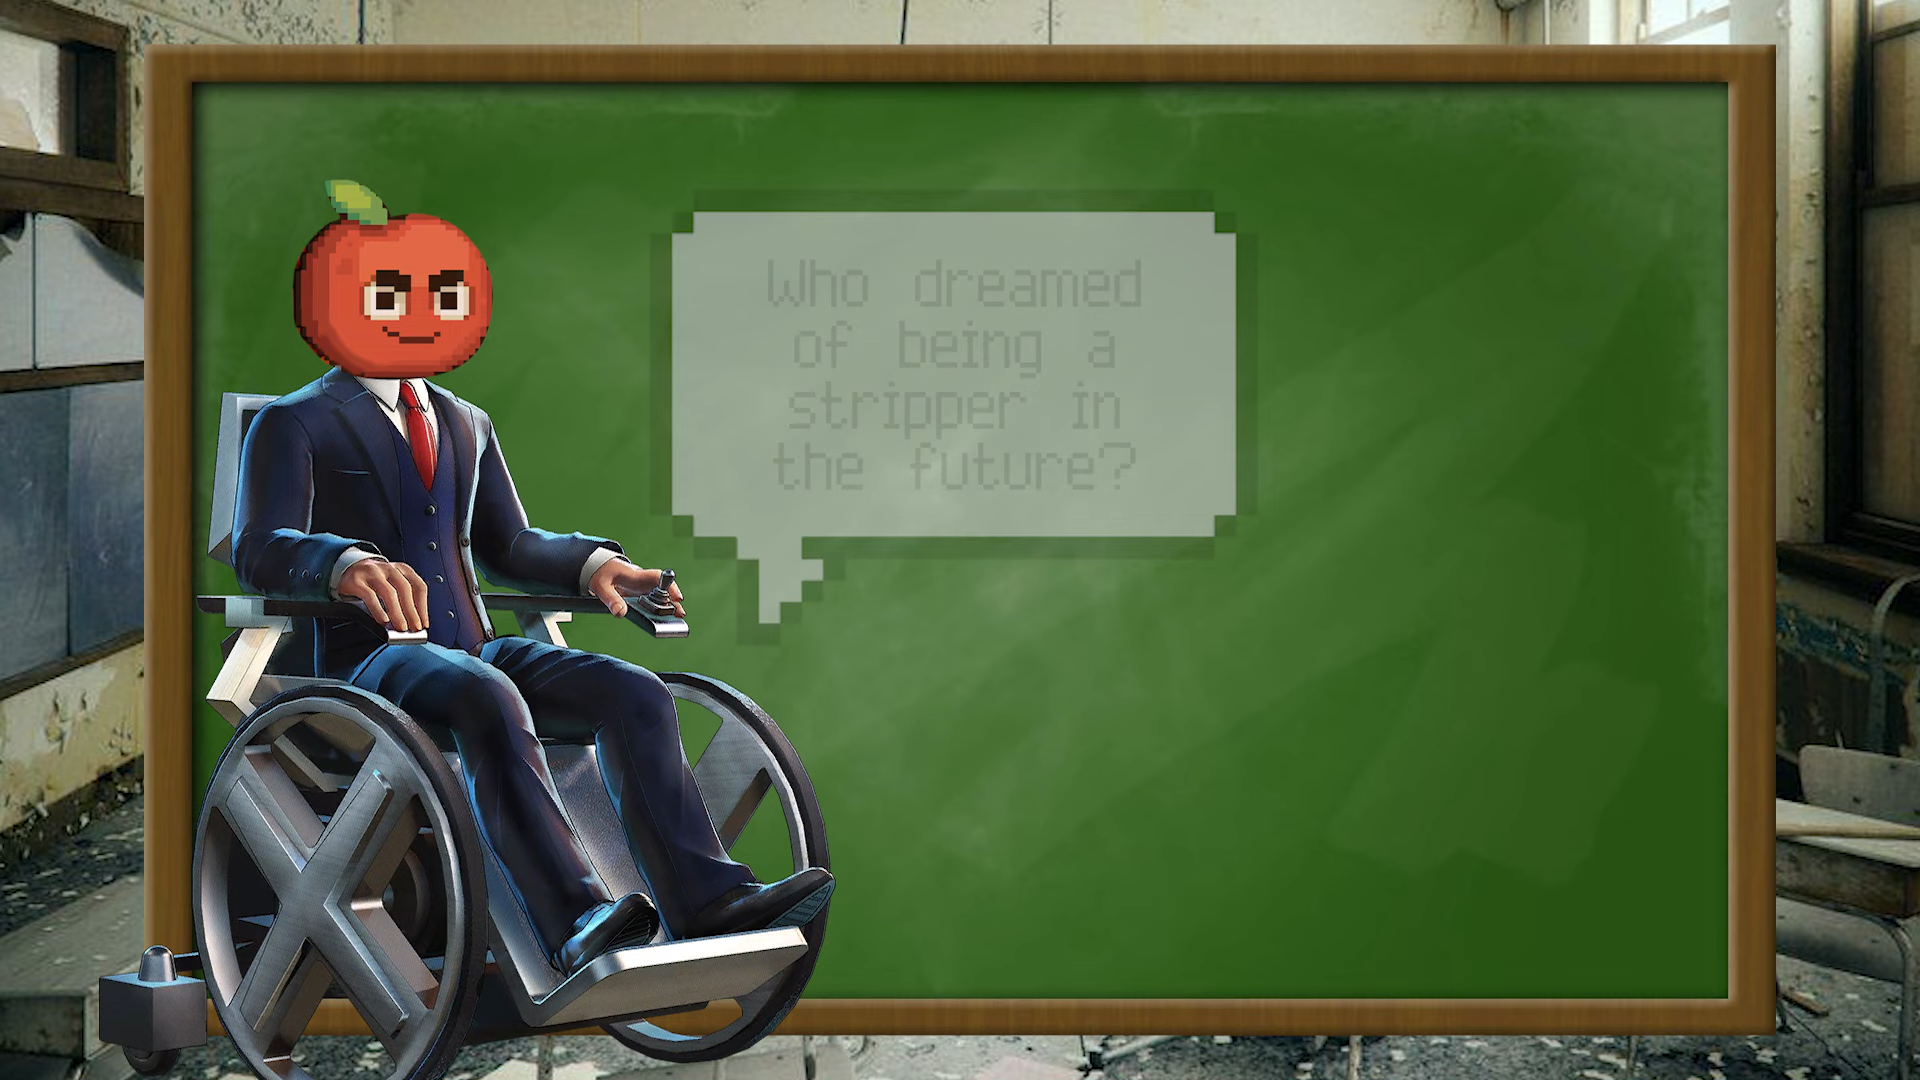 Who dreamed
of being a
stripper in
the future?